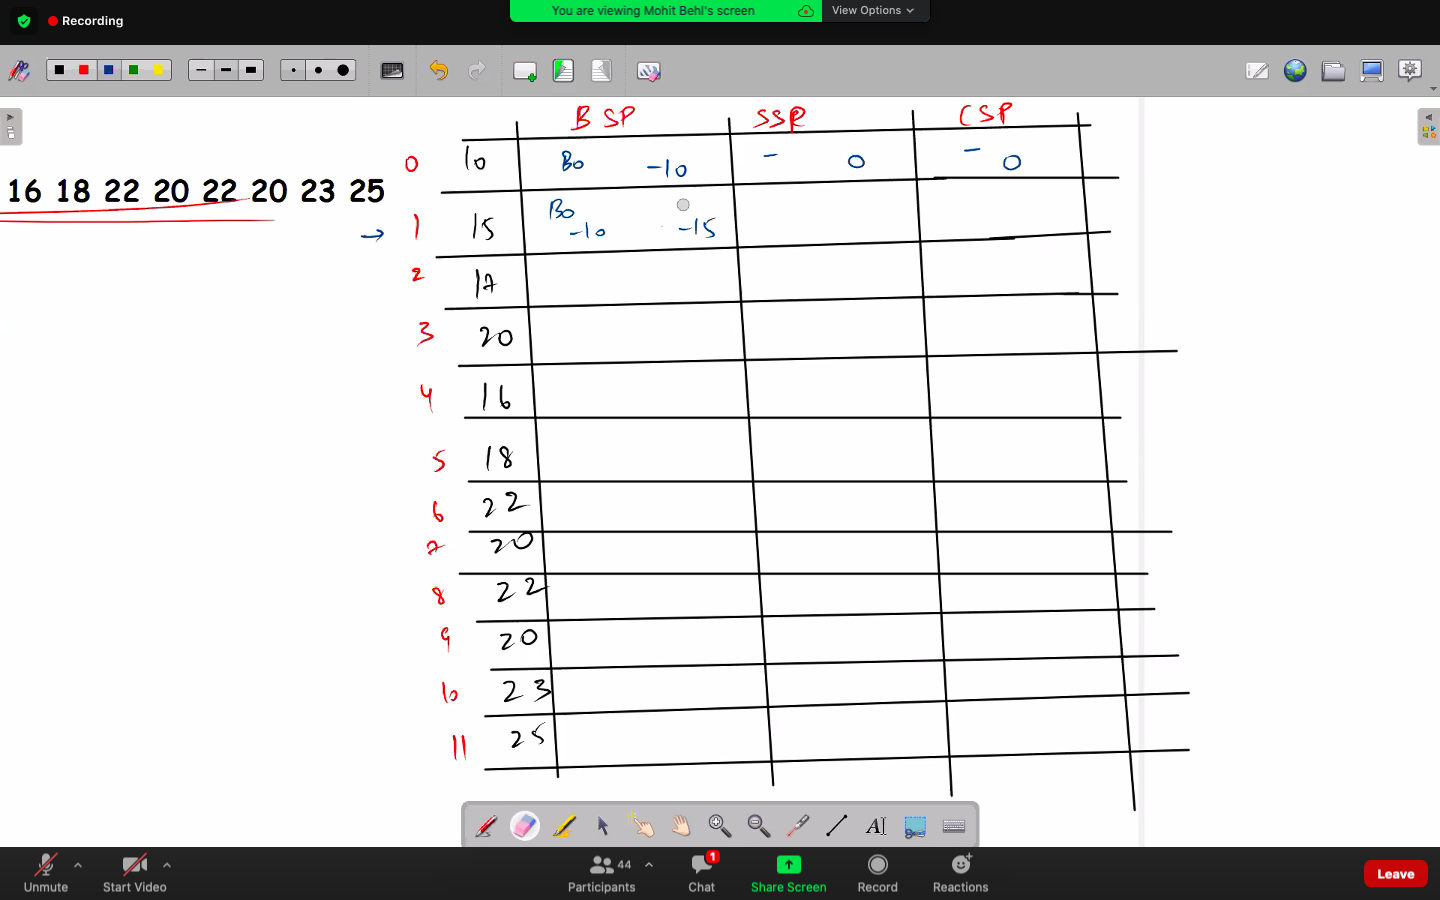 Recording
You are viewing Mohit Behl's screen
View Options
BSP SSP CSP
0 10 B0 -10 - 0 - 0
16 18 22 20 22 20 23 25
→ 1 15 B0 -10 -15
2 17
3 20
4 16
5 18
6 22
7 20
8 22
9 20
10 23
11 25
Unmute
Start Video
Participants 44
Chat 1
Share Screen
Record
Reactions
Leave